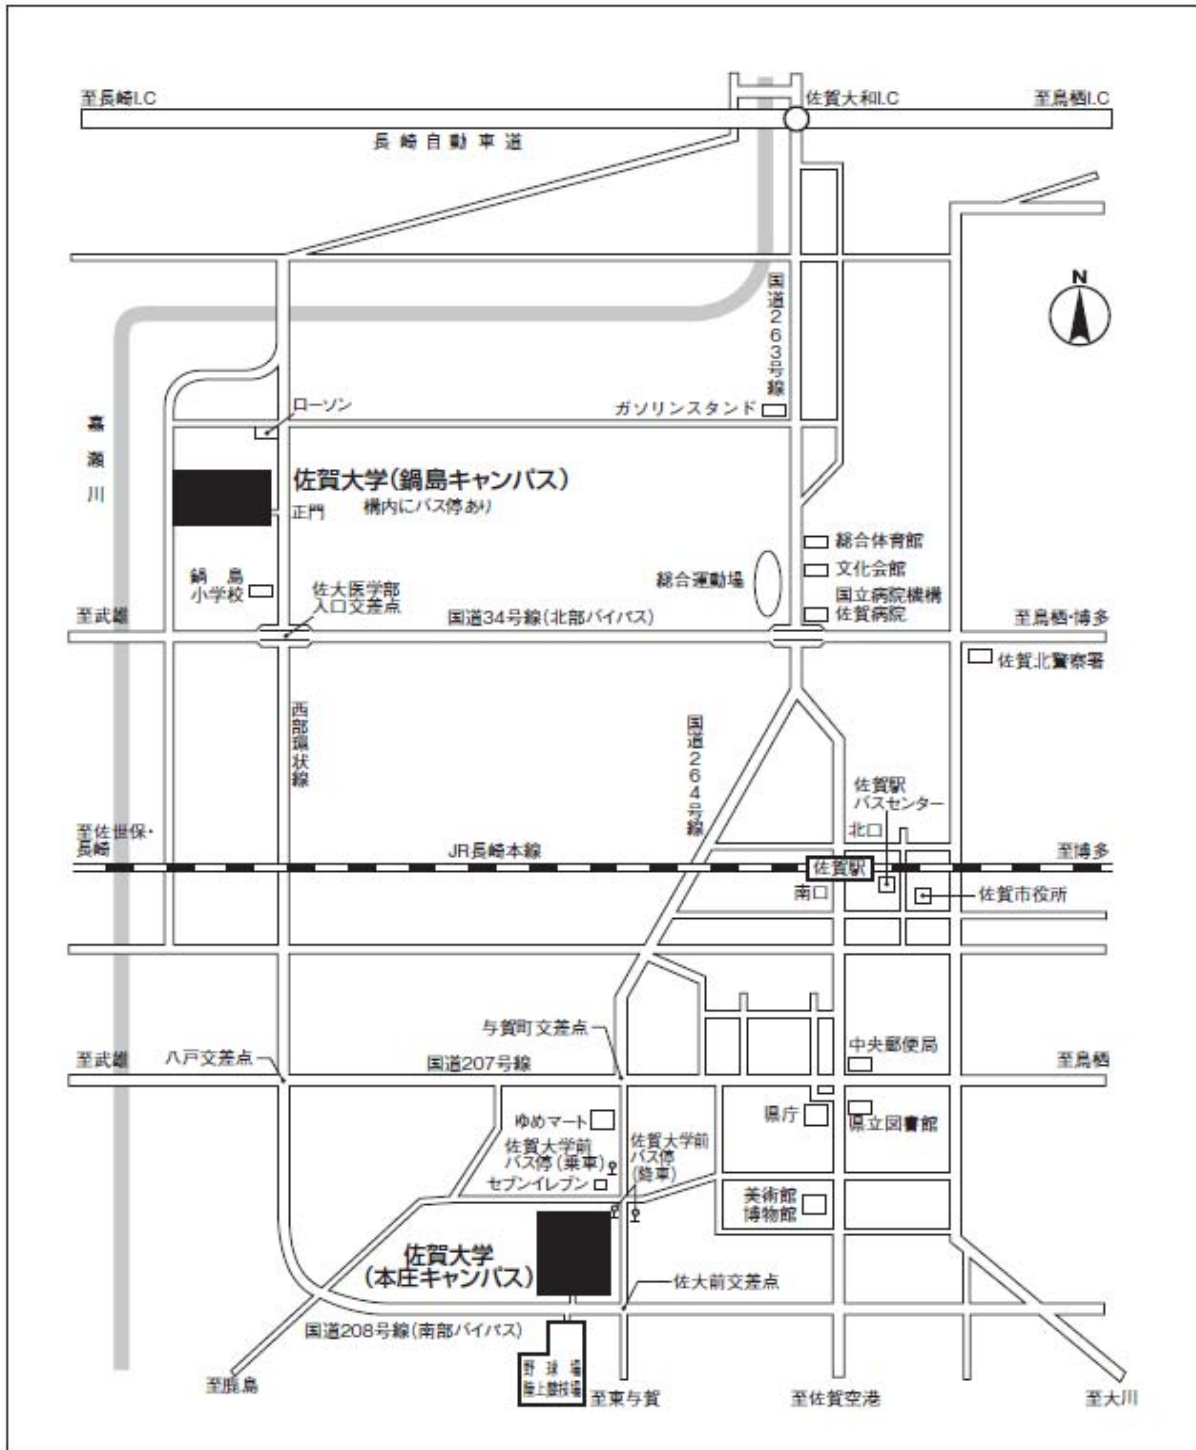 至長崎I.C
佐賀大和I.C
至鳥栖I.C
長崎自動車道
N
国道263号線
嘉瀬川
ローソン
ガソリンスタンド
佐賀大学(鍋島キャンパス)
構内にバス停あり
正門
総合体育館
文化会館
総合運動場
国立病院機構
佐賀病院
鍋島
小学校
佐大医学部
入口交差点
至武雄
国道34号線(北部バイパス)
至鳥栖・博多
佐賀北警察署
西部環状線
国道264号線
佐賀駅
バスセンター
北口
至佐世保・
長崎
JR長崎本線
至博多
佐賀駅
南口
佐賀市役所
与賀町交差点
中央郵便局
至武雄
八戸交差点
国道207号線
至鳥栖
ゆめマート
県庁
県立図書館
佐賀大学前
バス停(乗車)
佐賀大学前
バス停
(降車)
セブンイレブン
美術館
博物館
佐賀大学
(本庄キャンパス)
佐大前交差点
国道208号線(南部バイパス)
野球場
陸上競技場
至鹿島
至東与賀
至佐賀空港
至大川